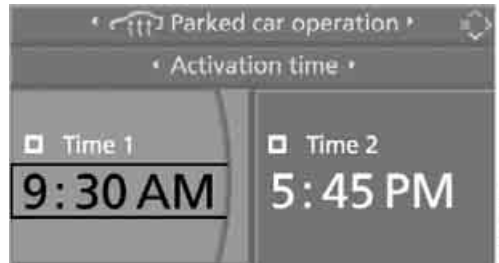 Parked car operation
Activation time
Time 1
9:30 AM
Time 2
5:45 PM